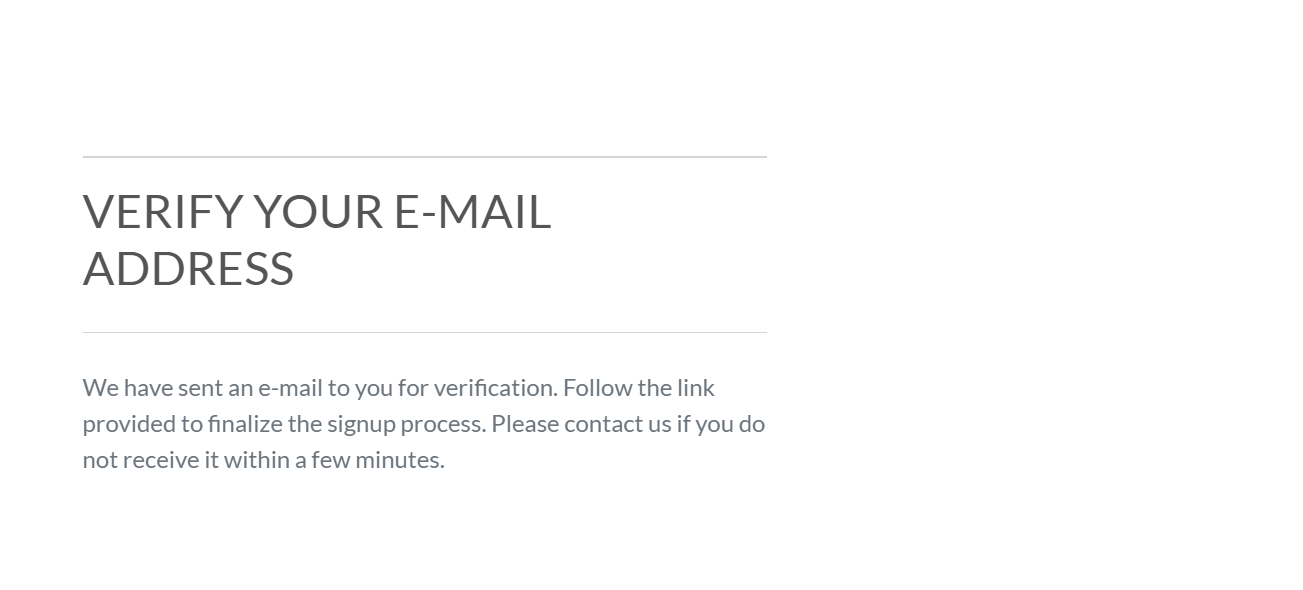 VERIFY YOUR E-MAIL
ADDRESS
We have sent an e-mail to you for verification. Follow the link
provided to finalize the signup process. Please contact us if you do
not receive it within a few minutes.